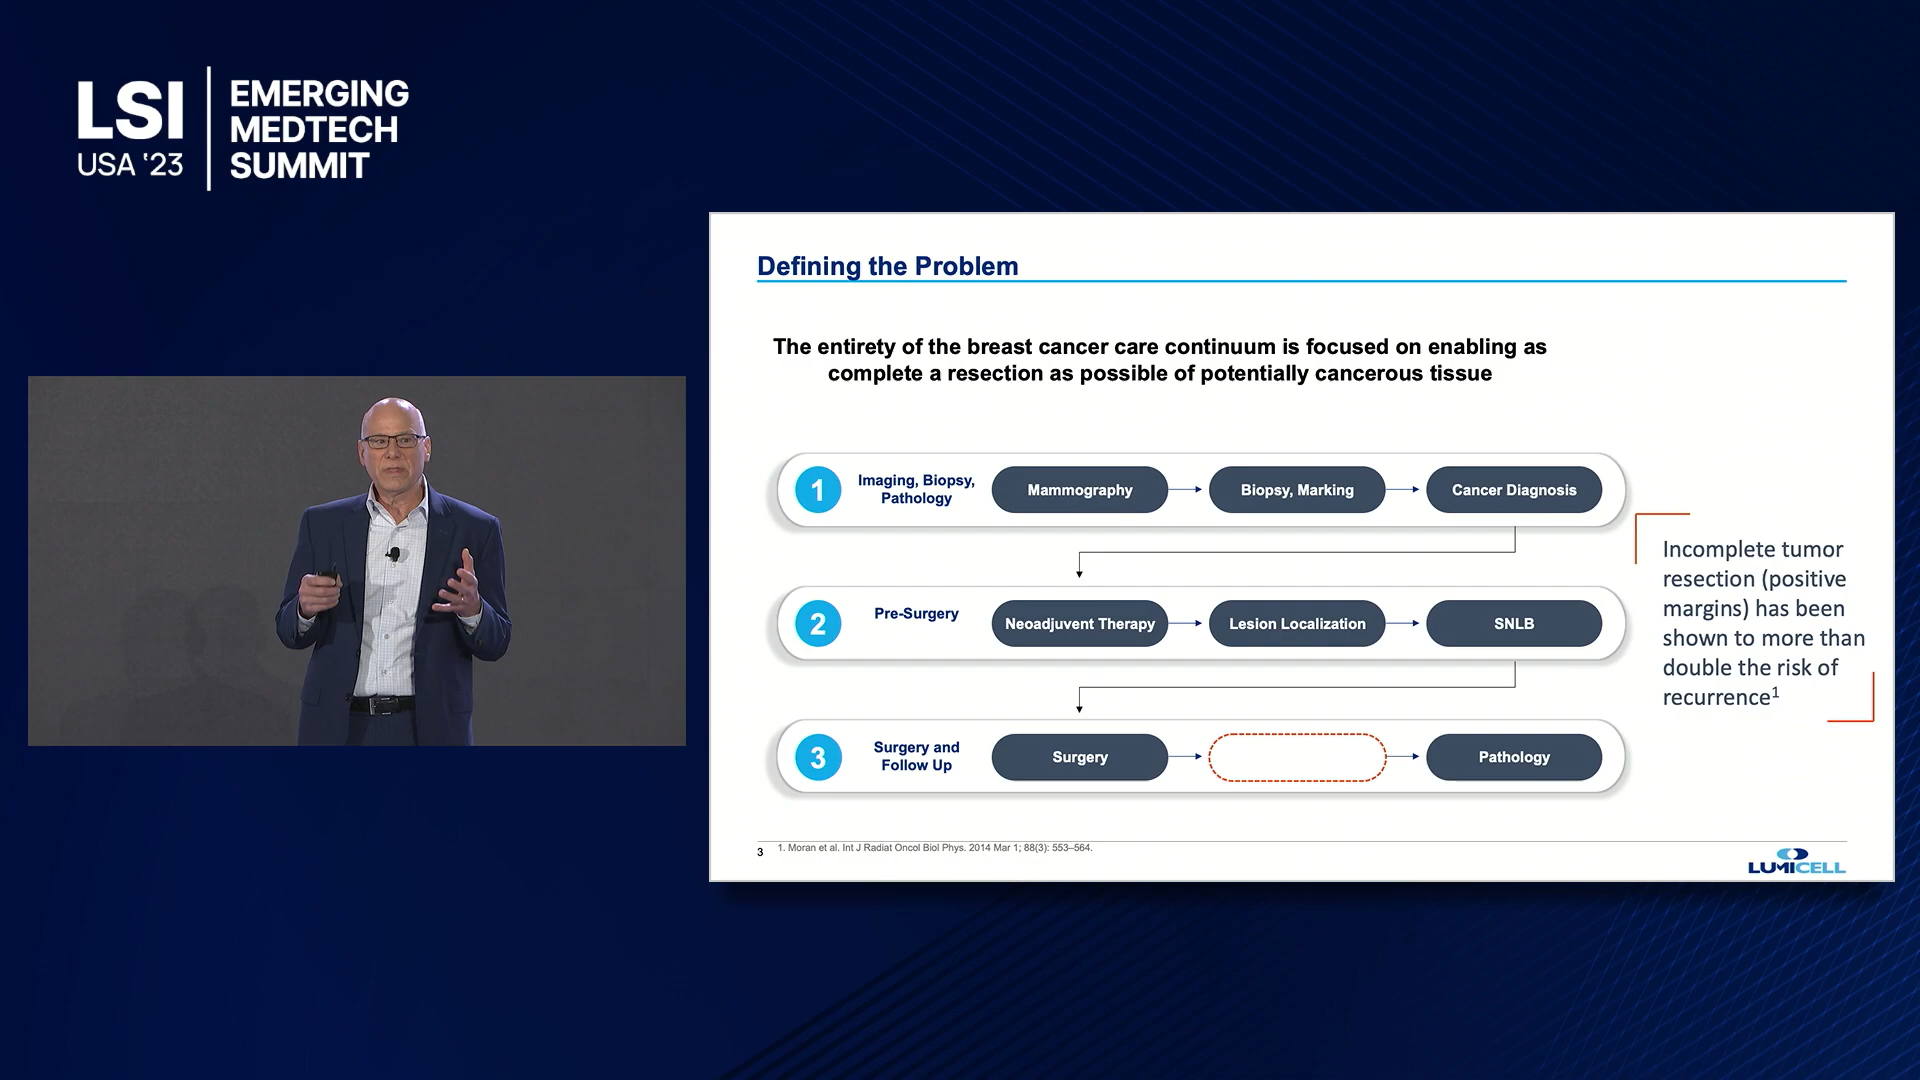 LSI
USA '23
EMERGING
MEDTECH
SUMMIT
Defining the Problem
The entirety of the breast cancer care continuum is focused on enabling as
complete a resection as possible of potentially cancerous tissue
1
Imaging, Biopsy,
Pathology
Mammography
Biopsy, Marking
Cancer Diagnosis
2
Pre-Surgery
Neoadjuvent Therapy
Lesion Localization
SNLB
3
Surgery and
Follow Up
Surgery
Pathology
Incomplete tumor
resection (positive
margins) has been
shown to more than
double the risk of
recurrence¹
3
1. Moran et al. Int J Radiat Oncol Biol Phys. 2014 Mar 1; 88(3): 553–564.
LUMICELL